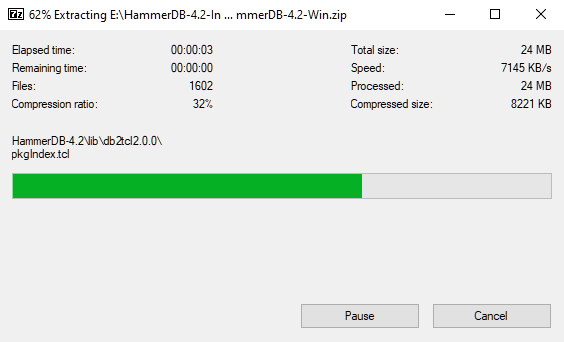 7z 62% Extracting E:\HammerDB-4.2-In ... mmerDB-4.2-Win.zip
Elapsed time: 00:00:03 Total size: 24 MB
Remaining time: 00:00:00 Speed: 7145 KB/s
Files: 1602 Processed: 24 MB
Compression ratio: 32% Compressed size: 8221 KB
HammerDB-4.2\lib\db2tcl2.0.0\
pkgIndex.tcl
Pause Cancel